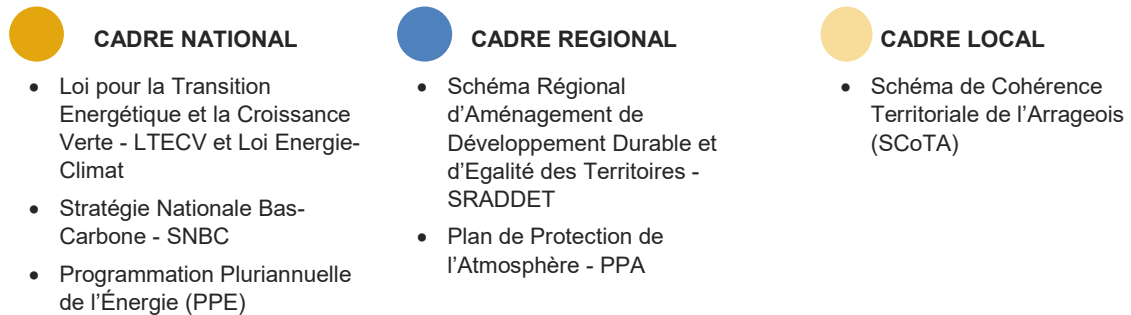 CADRE NATIONAL
• Loi pour la Transition
Energétique et la Croissance
Verte - LTECV et Loi Energie-
Climat
• Stratégie Nationale Bas-
Carbone - SNBC
• Programmation Pluriannuelle
de l’Énergie (PPE)
CADRE REGIONAL
• Schéma Régional
d’Aménagement de
Développement Durable et
d’Egalité des Territoires -
SRADDET
• Plan de Protection de
l’Atmosphère - PPA
CADRE LOCAL
• Schéma de Cohérence
Territoriale de l’Arrageois
(SCoTA)